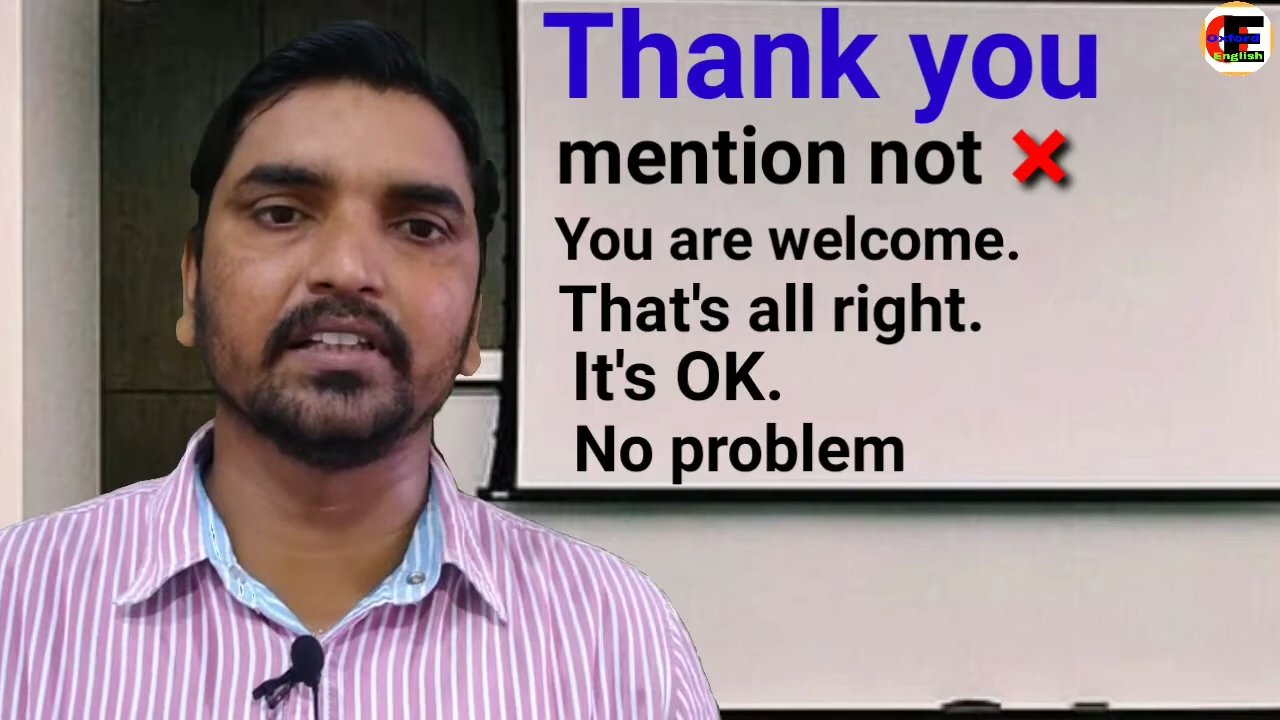 Thank you
mention not ❌
You are welcome.
That's all right.
It's OK.
No problem
Oxford
English